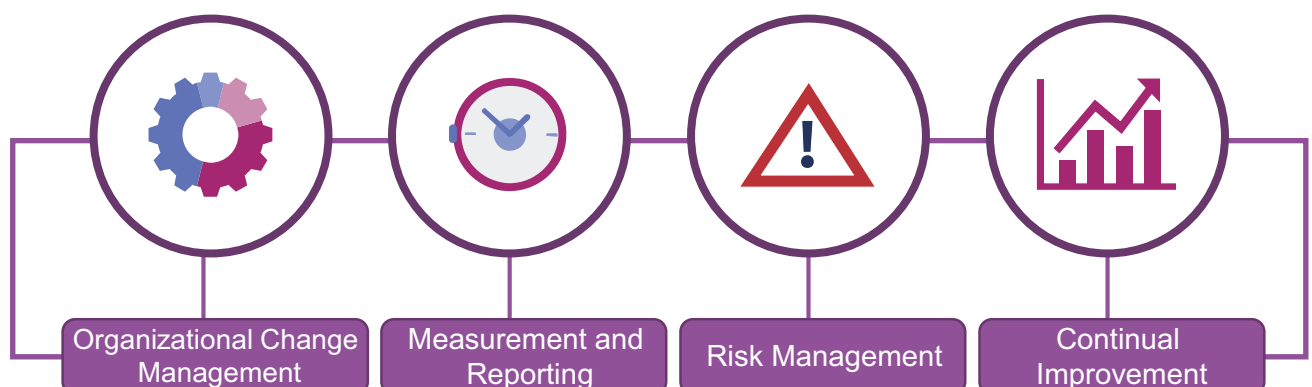 Organizational Change
Management
Measurement and
Reporting
Risk Management
Continual
Improvement